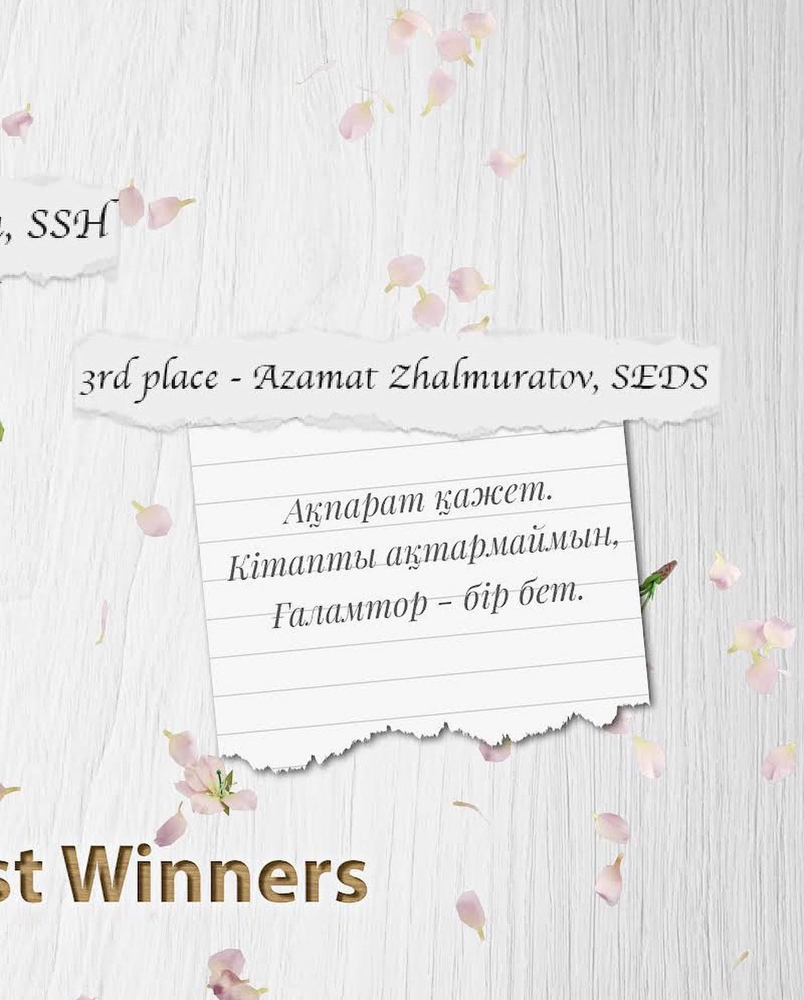 , SSH
3rd place - Azamat Zhalmuratov, SEDS
Ақпарат қажет.
Кітапты ақтармаймын,
Ғаламтор – бір бет.
st Winners